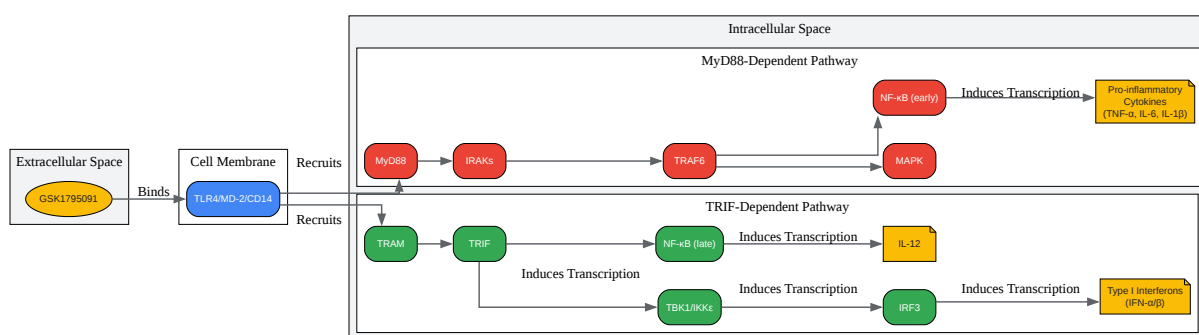 Intracellular Space
MyD88-Dependent Pathway
NF-κB (early)
Induces Transcription
Pro-inflammatory
Cytokines
(TNF-α, IL-6, IL-1β)
Extracellular Space
Cell Membrane
Recruits
MyD88
IRAKs
TRAF6
MAPK
GSK1795091
Binds
TLR4/MD-2/CD14
Recruits
TRIF-Dependent Pathway
TRAM
TRIF
NF-κB (late)
Induces Transcription
IL-12
Induces Transcription
TBK1/IKKε
Induces Transcription
IRF3
Induces Transcription
Type I Interferons
(IFN-α/β)